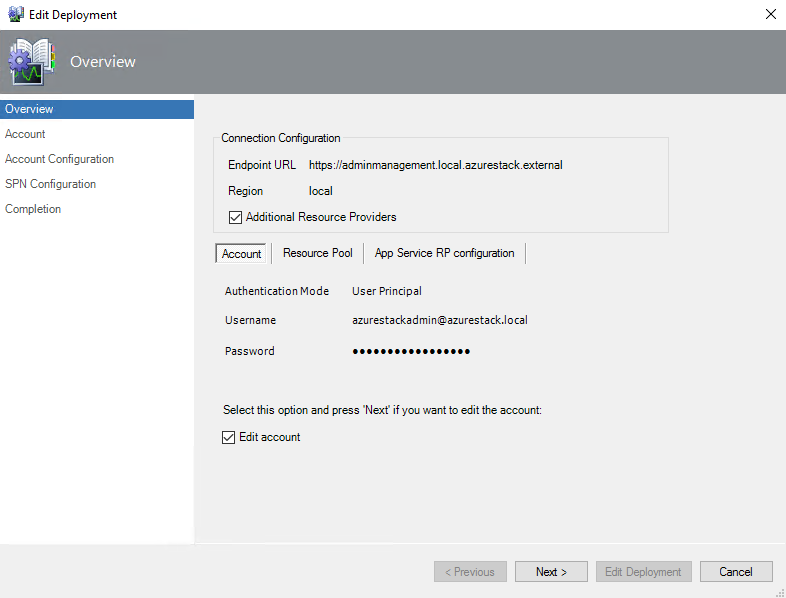 Edit Deployment
Overview
Overview
Account
Account Configuration
SPN Configuration
Completion
Connection Configuration
Endpoint URL https://adminmanagement.local.azurestack.external
Region local
Additional Resource Providers
Account Resource Pool App Service RP configuration
Authentication Mode User Principal
Username azurestackadmin@azurestack.local
Password •••••••••••••••••
Select this option and press 'Next' if you want to edit the account:
Edit account
< Previous Next > Edit Deployment Cancel